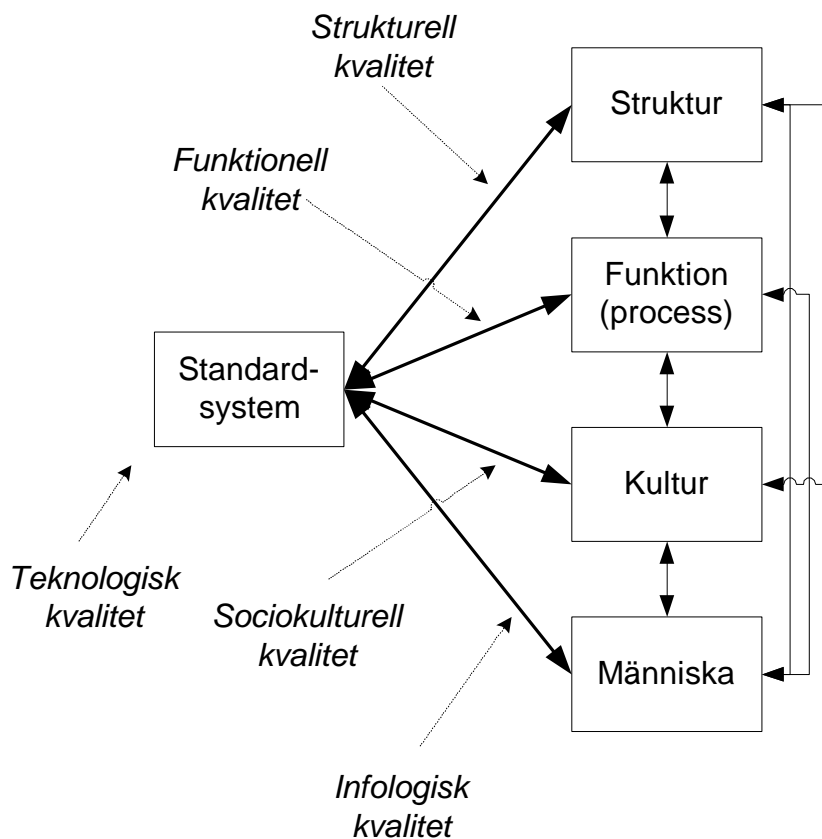 Strukturell
kvalitet
Struktur
Funktionell
kvalitet
Funktion
(process)
Standard-
system
Kultur
Teknologisk
kvalitet
Sociokulturell
kvalitet
Människa
Infologisk
kvalitet